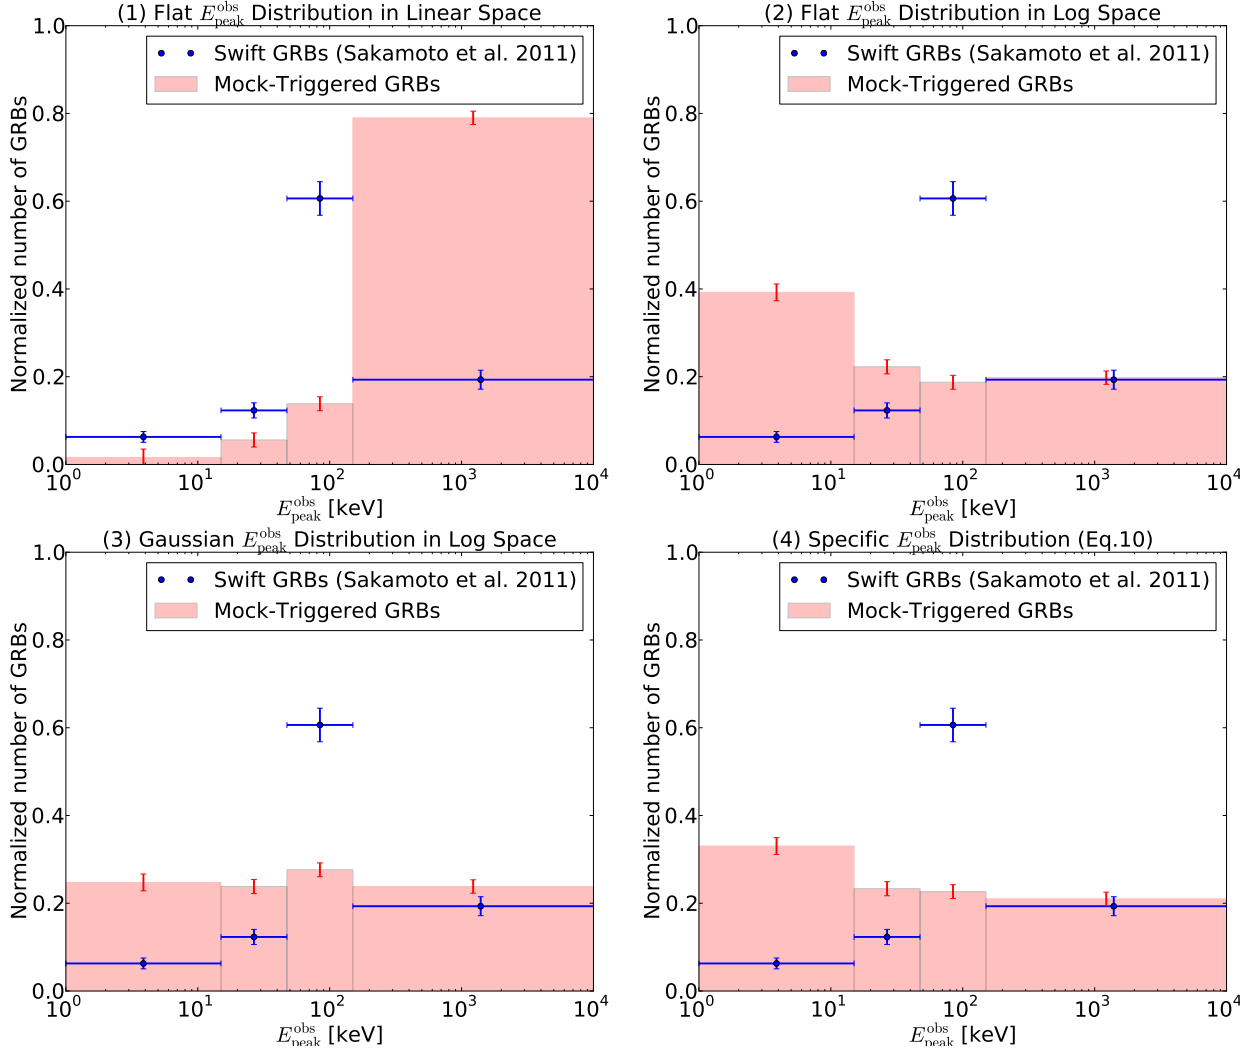 (1) Flat E_peak^obs Distribution in Linear Space
Normalized number of GRBs
1.0
0.8
0.6
0.4
0.2
0.0
Swift GRBs (Sakamoto et al. 2011)
Mock-Triggered GRBs
10^0 10^1 10^2 10^3 10^4
E_peak^obs [keV]
(2) Flat E_peak^obs Distribution in Log Space
Normalized number of GRBs
1.0
0.8
0.6
0.4
0.2
0.0
Swift GRBs (Sakamoto et al. 2011)
Mock-Triggered GRBs
10^0 10^1 10^2 10^3 10^4
E_peak^obs [keV]
(3) Gaussian E_peak^obs Distribution in Log Space
Normalized number of GRBs
1.0
0.8
0.6
0.4
0.2
0.0
Swift GRBs (Sakamoto et al. 2011)
Mock-Triggered GRBs
10^0 10^1 10^2 10^3 10^4
E_peak^obs [keV]
(4) Specific E_peak^obs Distribution (Eq.10)
Normalized number of GRBs
1.0
0.8
0.6
0.4
0.2
0.0
Swift GRBs (Sakamoto et al. 2011)
Mock-Triggered GRBs
10^0 10^1 10^2 10^3 10^4
E_peak^obs [keV]